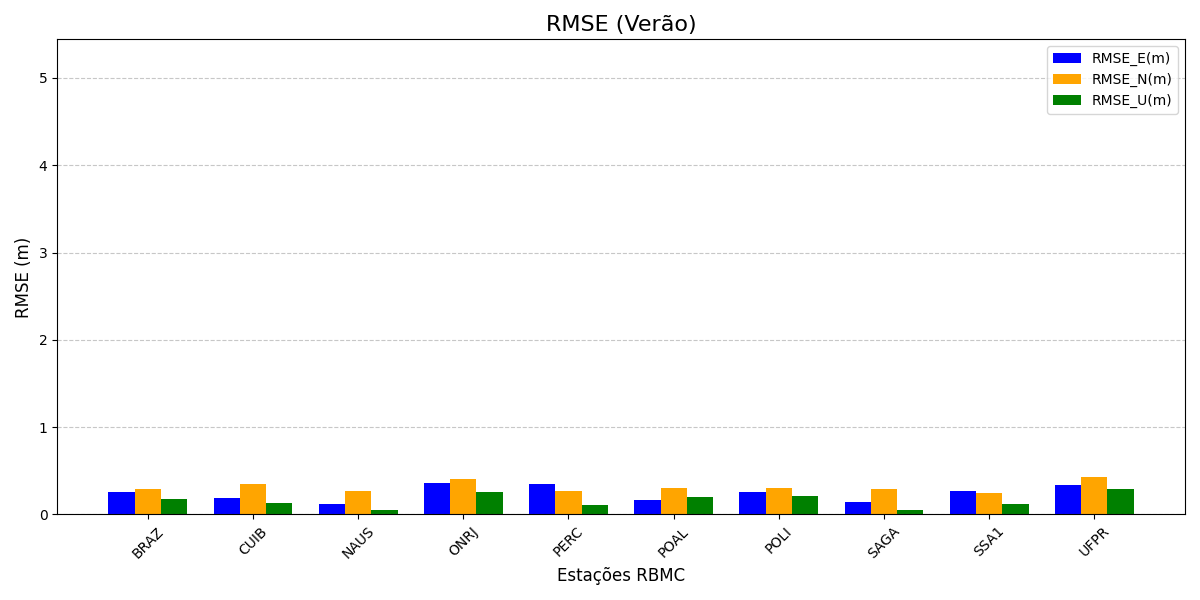 RMSE (Verão)
RMSE_E(m)
RMSE_N(m)
RMSE_U(m)
RMSE (m)
5
4
3
2
1
0
BRAZ
CUIB
NAUS
ONRJ
PERC
POAL
POLI
SAGA
SSA1
UFPR
Estações RBMC